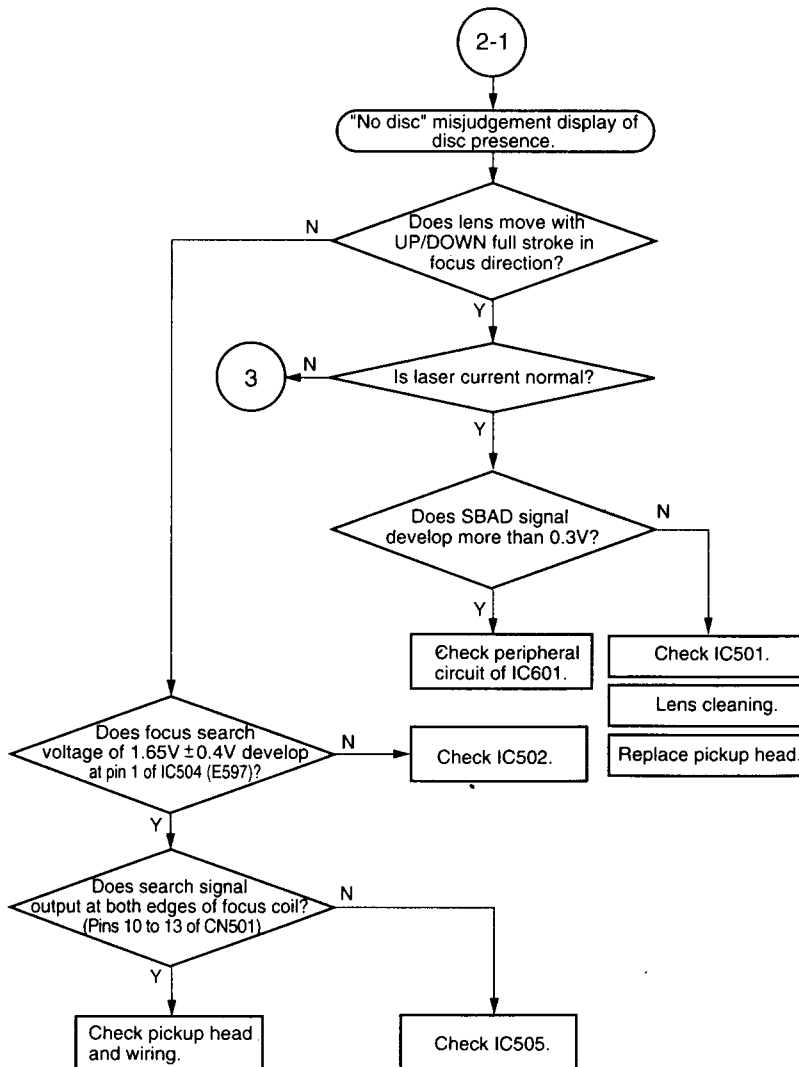 2-1
"No disc" misjudgement display of
disc presence.
N
Does lens move with
UP/DOWN full stroke in
focus direction?
Y
3
N
Is laser current normal?
Y
Does SBAD signal
develop more than 0.3V?
N
Y
Check peripheral
circuit of IC601.
Check IC501.
Lens cleaning.
Replace pickup head.
Does focus search
voltage of 1.65V ± 0.4V develop
at pin 1 of IC504 (E597)?
N
Check IC502.
Y
Does search signal
output at both edges of focus coil?
(Pins 10 to 13 of CN501)
N
Y
Check pickup head
and wiring.
Check IC505.